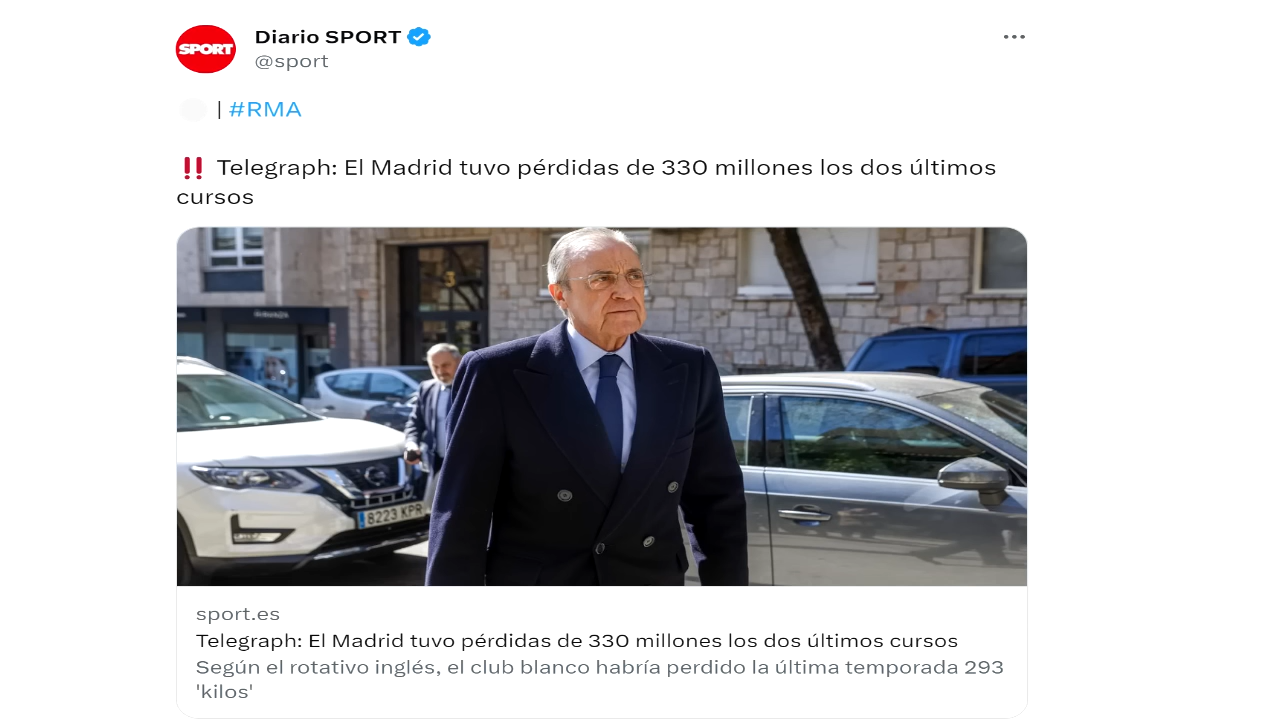 SPORT
Diario SPORT
@sport
| #RMA
‼ Telegraph: El Madrid tuvo pérdidas de 330 millones los dos últimos
cursos
3
8223 KPR
sport.es
Telegraph: El Madrid tuvo pérdidas de 330 millones los dos últimos cursos
Según el rotativo inglés, el club blanco habría perdido la última temporada 293
'kilos'